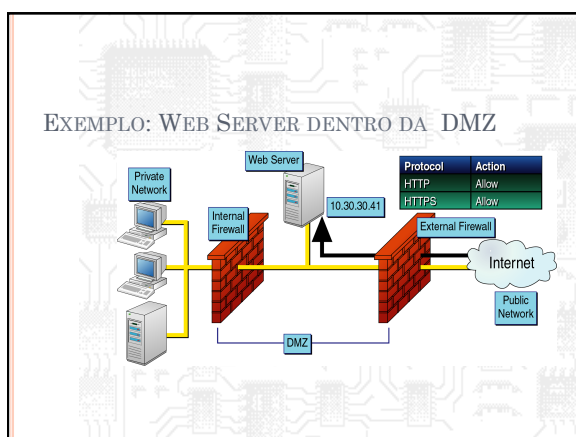 EXEMPLO: WEB SERVER DENTRO DA DMZ
Web Server
Private
Network
Protocol Action
HTTP Allow
HTTPS Allow
10.30.30.41
Internal
Firewall
External Firewall
Internet
Public
Network
DMZ